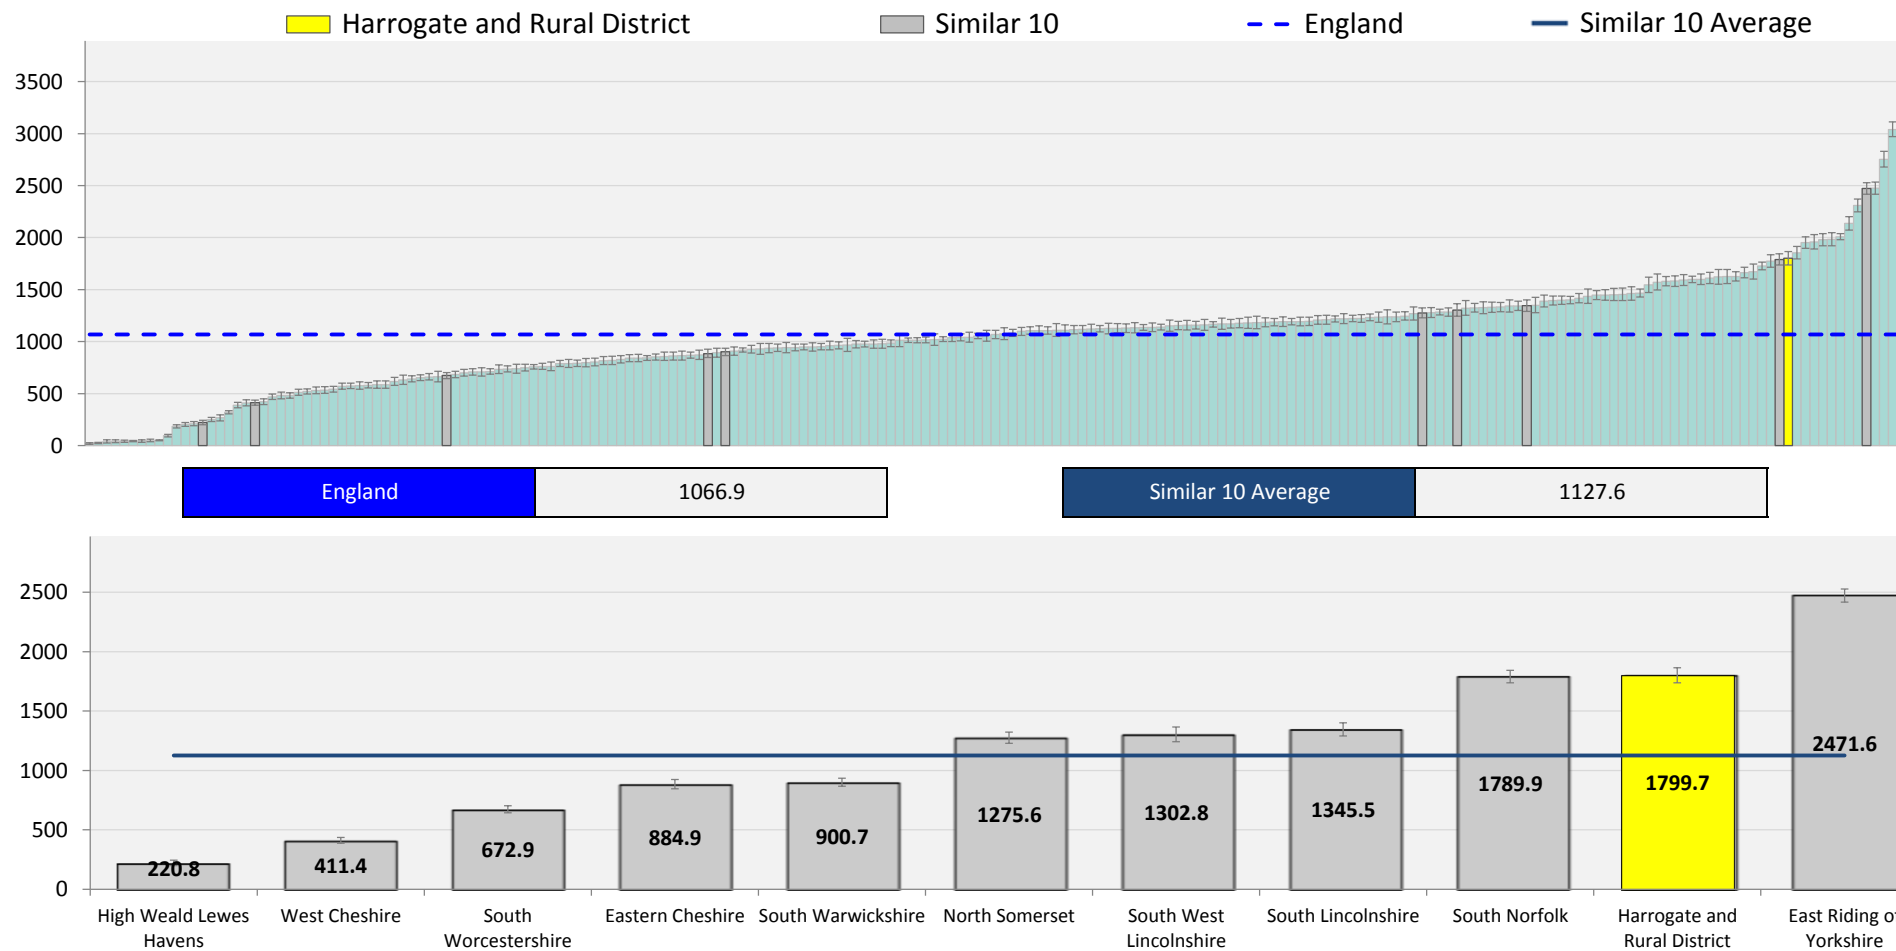 Harrogate and Rural District
Similar 10
England
Similar 10 Average
3500
3000
2500
2000
1500
1000
500
0
England 1066.9
Similar 10 Average 1127.6
2500
2000
1500
1000
500
0
220.8
411.4
672.9
884.9
900.7
1275.6
1302.8
1345.5
1789.9
1799.7
2471.6
High Weald Lewes
Havens
West Cheshire
South
Worcestershire
Eastern Cheshire
South Warwickshire
North Somerset
South West
Lincolnshire
South Lincolnshire
South Norfolk
Harrogate and
Rural District
East Riding of
Yorkshire